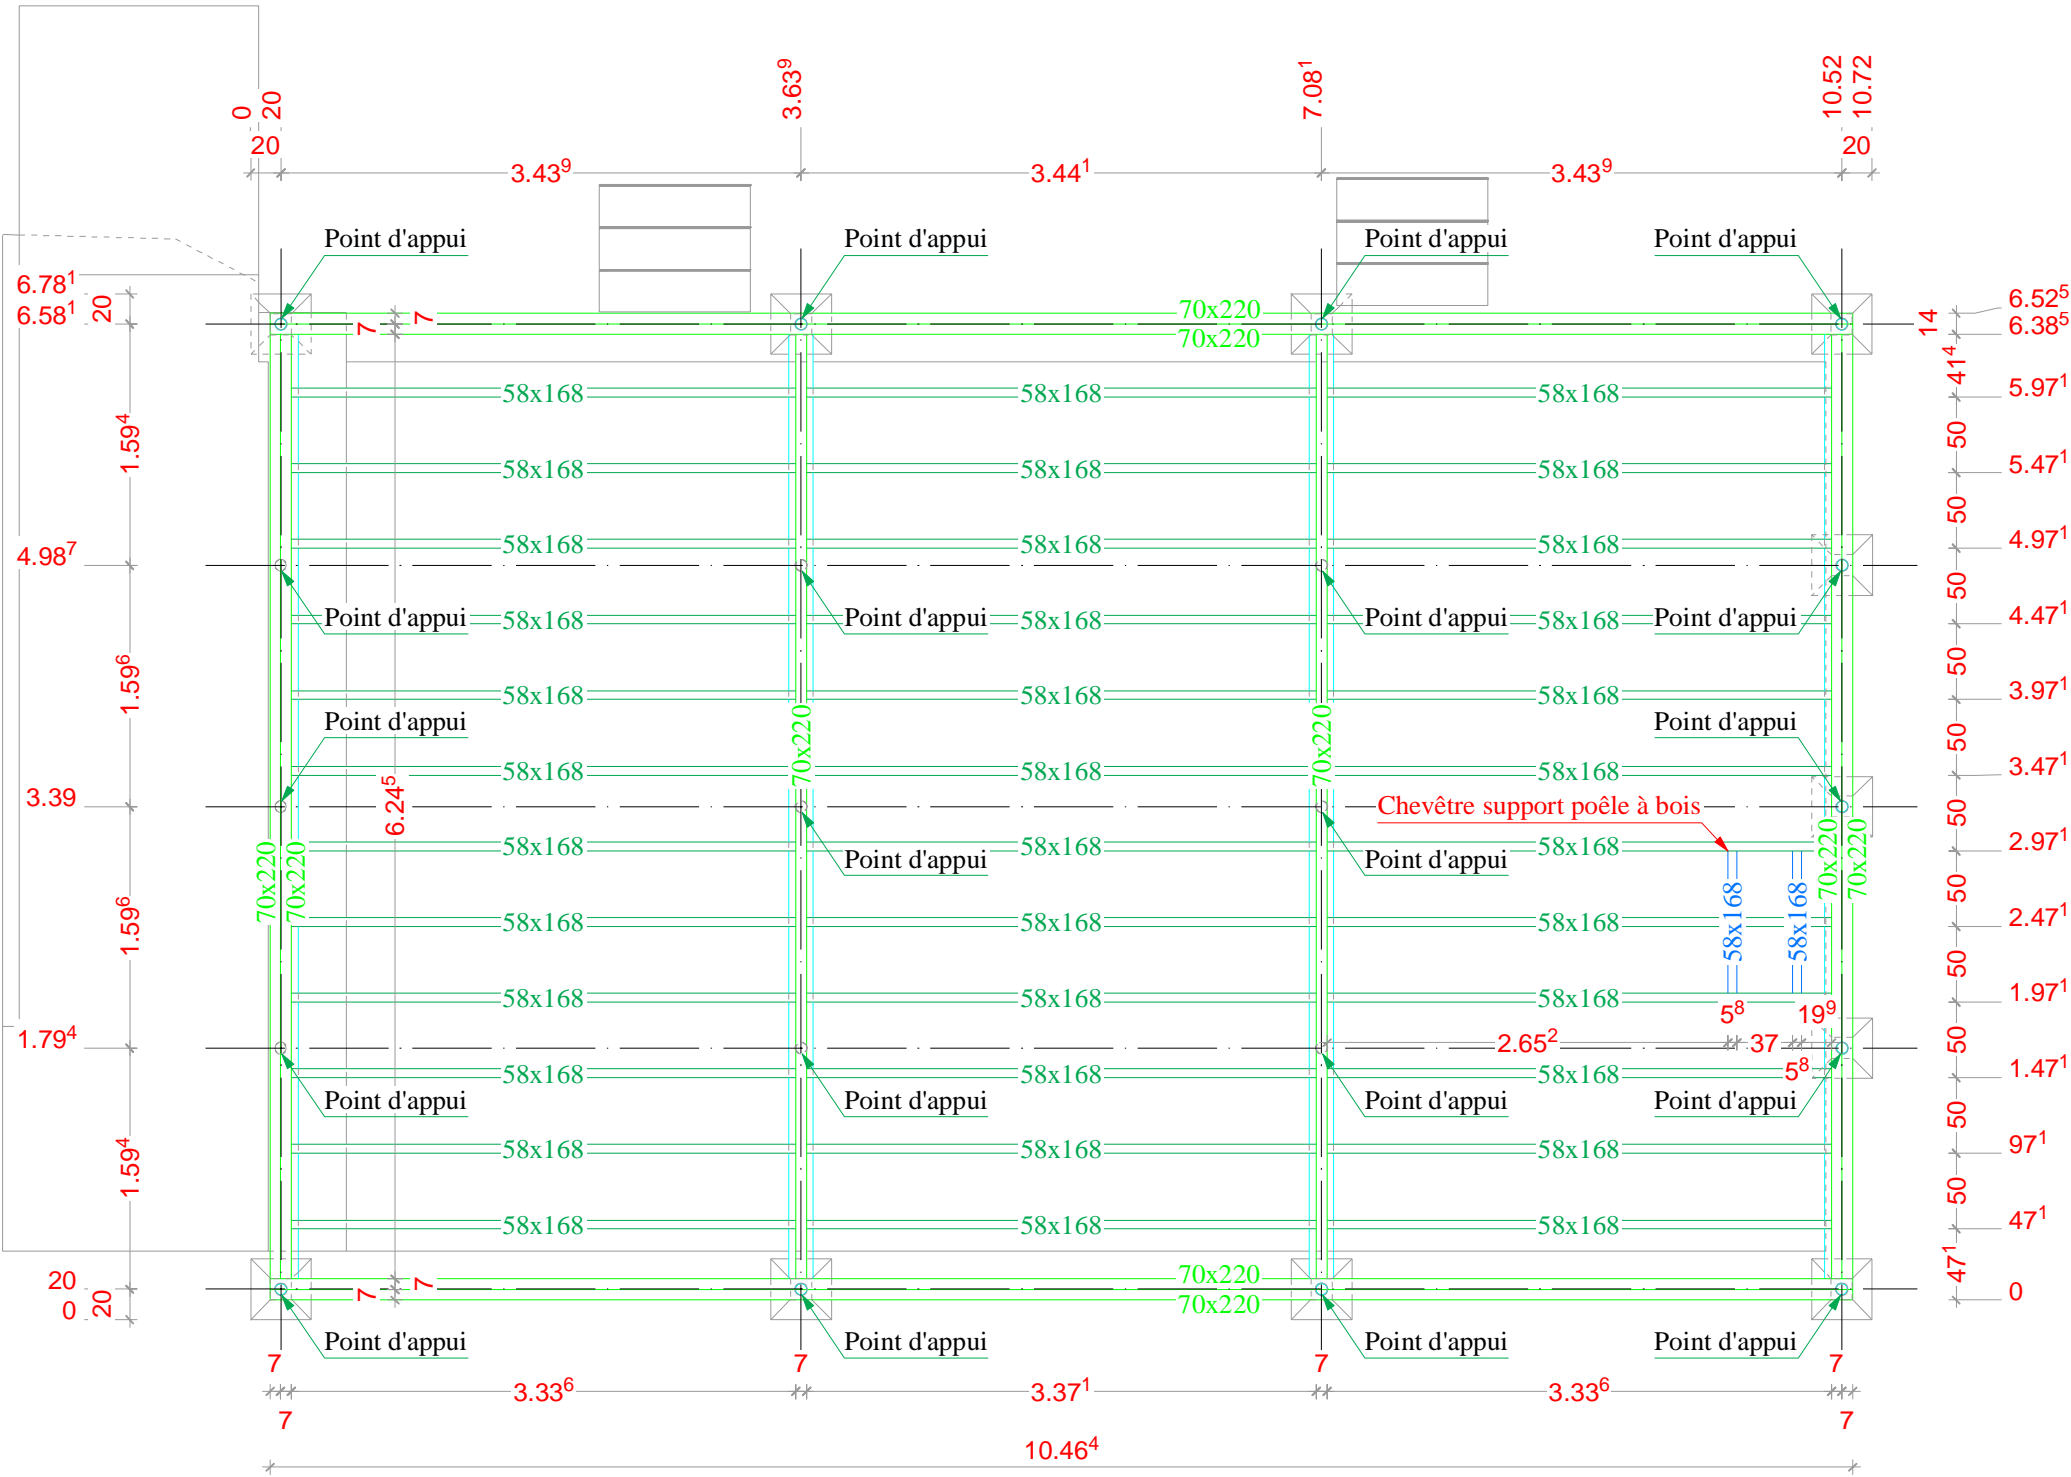 0
20
3.63⁹
7.08¹
10.52
10.72
20
3.43⁹
3.44¹
3.43⁹
20
Point d'appui
Point d'appui
Point d'appui
Point d'appui
6.78¹
6.58¹
20
7
7
70x220
70x220
14
6.52⁵
6.38⁵
41⁴
58x168
58x168
58x168
5.97¹
1.59⁴
50
58x168
58x168
58x168
5.47¹
50
58x168
58x168
58x168
4.97¹
4.98⁷
50
Point d'appui
58x168
Point d'appui
58x168
Point d'appui
58x168
Point d'appui
4.47¹
1.59⁶
50
58x168
58x168
58x168
3.97¹
Point d'appui
70x220
70x220
Point d'appui
50
58x168
58x168
58x168
3.47¹
3.39
6.24⁵
Chevêtre support poêle à bois
50
58x168
Point d'appui
58x168
Point d'appui
58x168
2.97¹
70x220
70x220
70x220
70x220
50
1.59⁶
58x168
58x168
58x168
58x168
58x168
2.47¹
50
58x168
58x168
58x168
1.97¹
5⁸
19⁹
1.79⁴
2.65²
37
50
58x168
58x168
58x168
5⁸
1.47¹
Point d'appui
Point d'appui
Point d'appui
Point d'appui
50
1.59⁴
58x168
58x168
58x168
97¹
50
58x168
58x168
58x168
47¹
47¹
20
0
20
7
7
70x220
70x220
0
Point d'appui
Point d'appui
Point d'appui
Point d'appui
7
7
7
7
3.33⁶
3.37¹
3.33⁶
7
7
10.46⁴